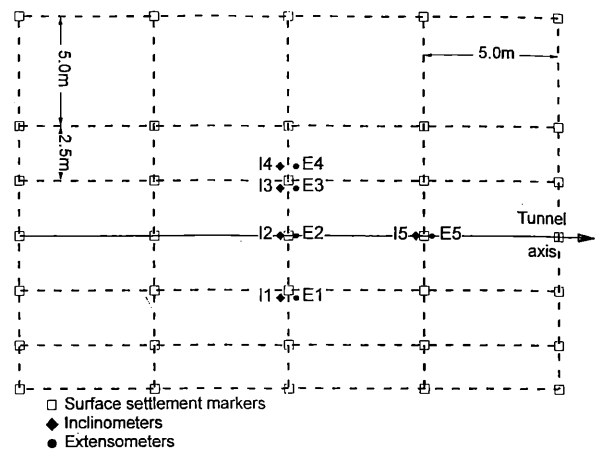 5.0m
5.0m
2.5m
I4 E4
I3 E3
I2 E2
I5 E5
Tunnel
axis
I1 E1
Surface settlement markers
Inclinometers
Extensometers